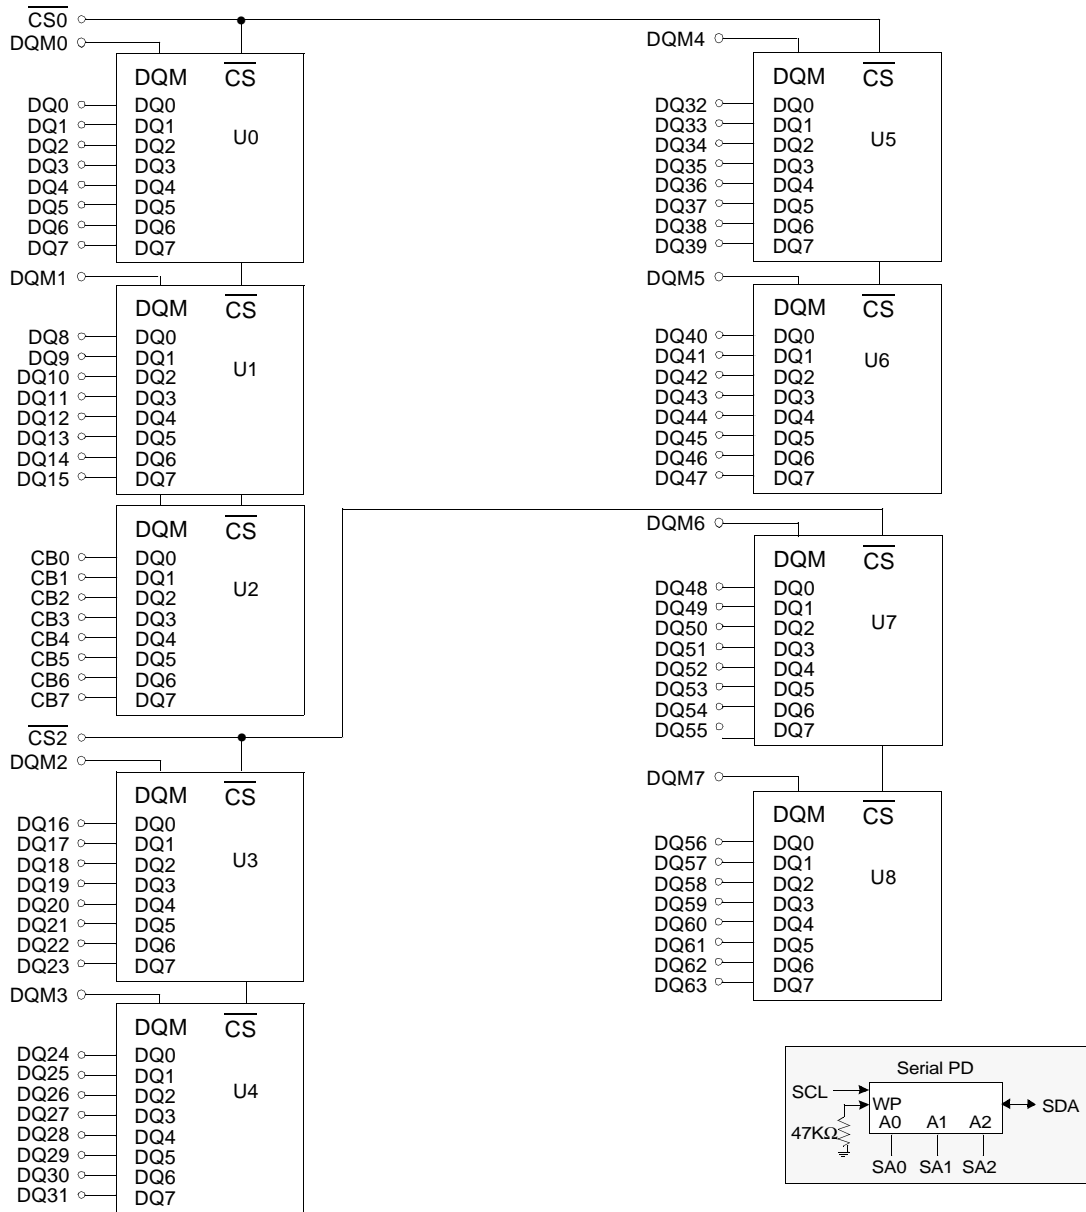 CS0
DQM0
DQM CS
DQ0 DQ0
DQ1 DQ1
U0
DQ2 DQ2
DQ3 DQ3
DQ4 DQ4
DQ5 DQ5
DQ6 DQ6
DQ7 DQ7
DQM1
DQM CS
DQ8 DQ0
DQ9 DQ1
U1
DQ10 DQ2
DQ11 DQ3
DQ12 DQ4
DQ13 DQ5
DQ14 DQ6
DQ15 DQ7
DQM CS
CB0 DQ0
CB1 DQ1
U2
CB2 DQ2
CB3 DQ3
CB4 DQ4
CB5 DQ5
CB6 DQ6
CB7 DQ7
CS2
DQM2
DQM CS
DQ16 DQ0
DQ17 DQ1
U3
DQ18 DQ2
DQ19 DQ3
DQ20 DQ4
DQ21 DQ5
DQ22 DQ6
DQ23 DQ7
DQM3
DQM CS
DQ24 DQ0
DQ25 DQ1
U4
DQ26 DQ2
DQ27 DQ3
DQ28 DQ4
DQ29 DQ5
DQ30 DQ6
DQ31 DQ7
DQM4
DQM CS
DQ32 DQ0
DQ33 DQ1
U5
DQ34 DQ2
DQ35 DQ3
DQ36 DQ4
DQ37 DQ5
DQ38 DQ6
DQ39 DQ7
DQM5
DQM CS
DQ40 DQ0
DQ41 DQ1
U6
DQ42 DQ2
DQ43 DQ3
DQ44 DQ4
DQ45 DQ5
DQ46 DQ6
DQ47 DQ7
DQM6
DQM CS
DQ48 DQ0
DQ49 DQ1
U7
DQ50 DQ2
DQ51 DQ3
DQ52 DQ4
DQ53 DQ5
DQ54 DQ6
DQ55 DQ7
DQM7
DQM CS
DQ56 DQ0
DQ57 DQ1
U8
DQ58 DQ2
DQ59 DQ3
DQ60 DQ4
DQ61 DQ5
DQ62 DQ6
DQ63 DQ7
Serial PD
SCL
WP
SDA
A0 A1 A2
47KΩ
SA0 SA1 SA2